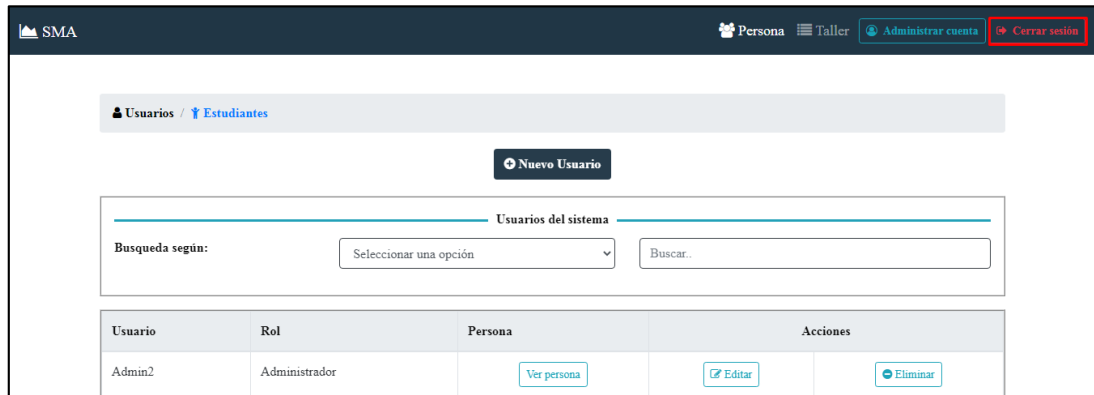 SMA Persona Taller Administrar cuenta Cerrar sesión
Usuarios / Estudiantes
Nuevo Usuario
Usuarios del sistema
Busqueda según: Seleccionar una opción Buscar..
Usuario Rol Persona Acciones
Admin2 Administrador Ver persona Editar Eliminar